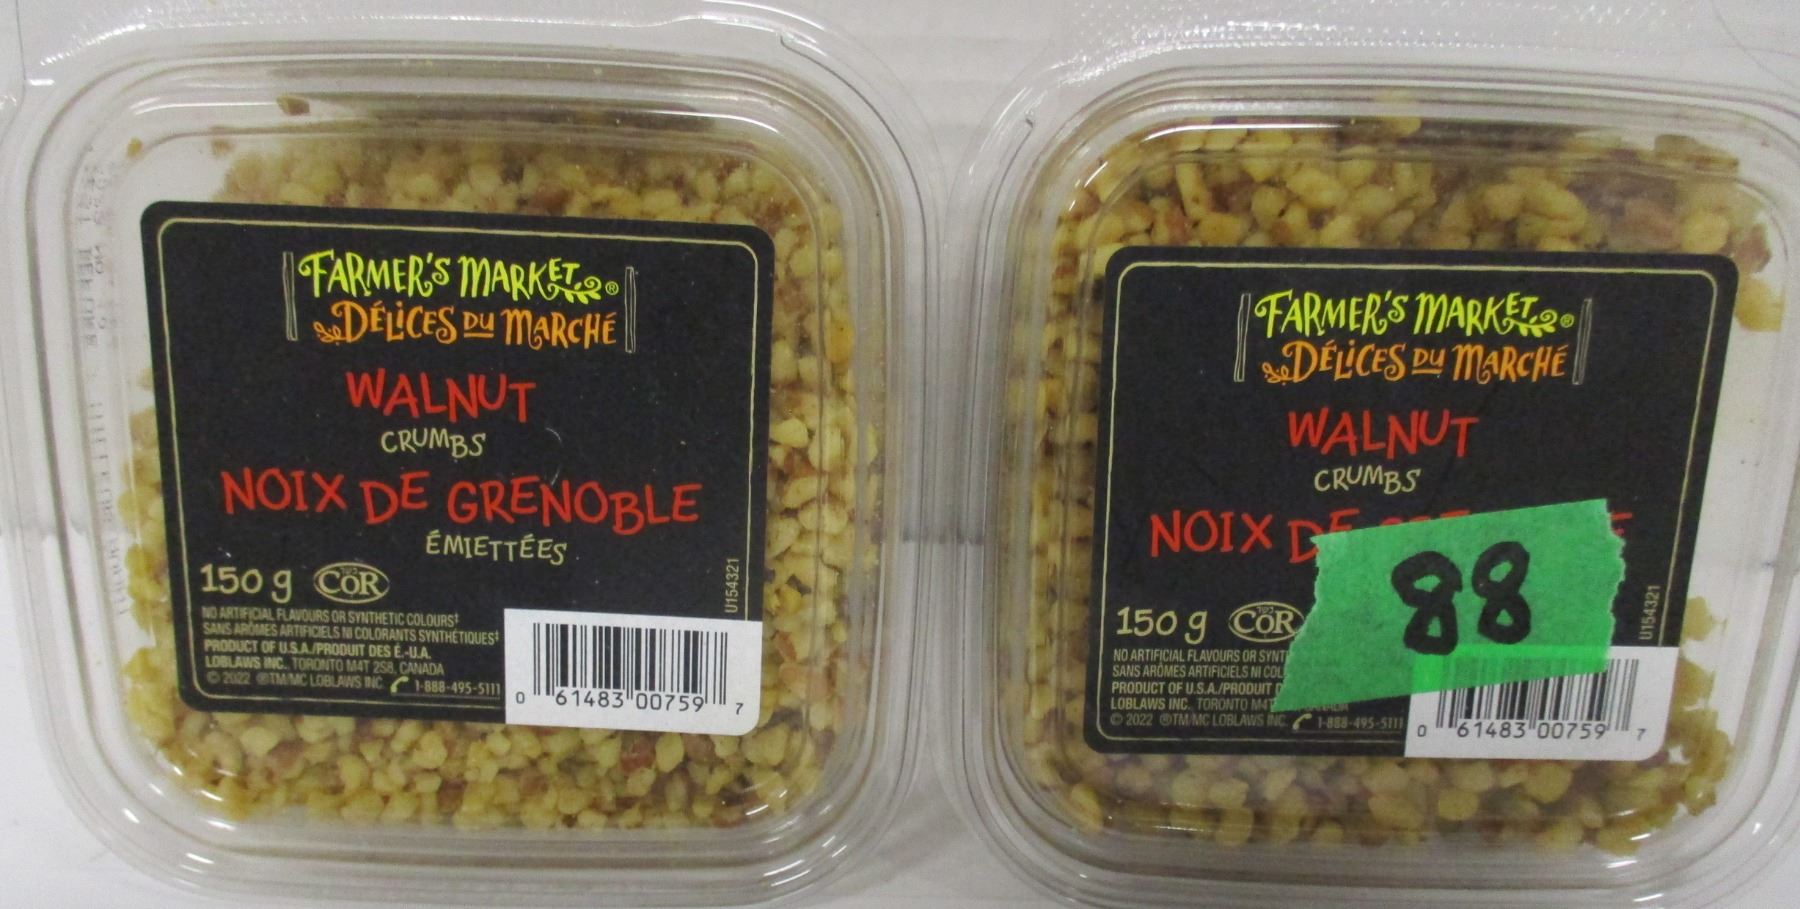 FARMER'S MARKET®
DÉLICES DU MARCHÉ
WALNUT
CRUMBS
NOIX DE GRENOBLE
ÉMIETTÉES
150 g COR
NO ARTIFICIAL FLAVOURS OR SYNTHETIC COLOURS‡
SANS ARÔMES ARTIFICIELS NI COLORANTS SYNTHÉTIQUES‡
PRODUCT OF U.S.A./PRODUIT DES É.-U.A.
LOBLAWS INC., TORONTO M4T 2S8, CANADA
© 2022 ®TM/MC LOBLAWS INC. 1-888-495-5111
U154321
0 61483 00759 7
FARMER'S MARKET®
DÉLICES DU MARCHÉ
WALNUT
CRUMBS
NOIX DE
88
150 g COR
NO ARTIFICIAL FLAVOURS OR SYNT
SANS ARÔMES ARTIFICIELS NI COL
PRODUCT OF U.S.A./PRODUIT D
LOBLAWS INC., TORONTO M4T
© 2022 ®TM/MC LOBLAWS INC. 1-888-495-5111
U154321
0 61483 00759 7